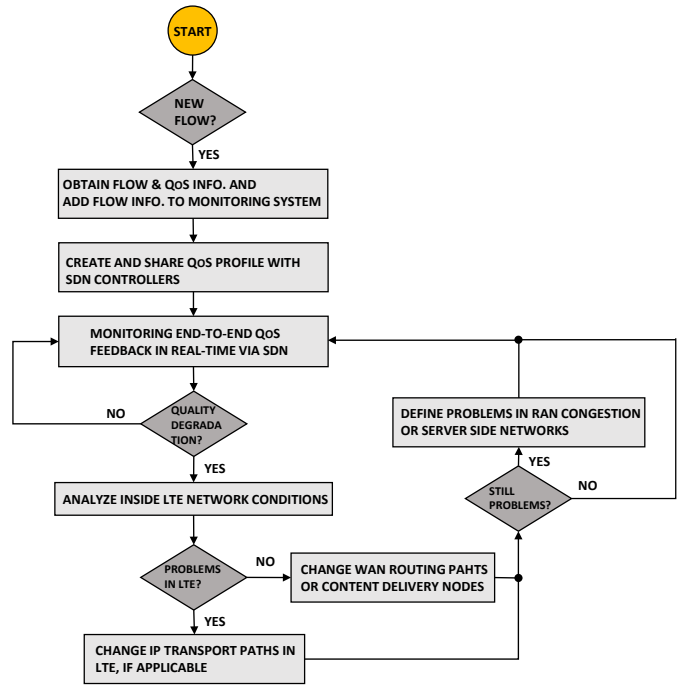 START
NEW
FLOW?
YES
OBTAIN FLOW & QOS INFO. AND
ADD FLOW INFO. TO MONITORING SYSTEM
CREATE AND SHARE QOS PROFILE WITH
SDN CONTROLLERS
MONITORING END-TO-END QOS
FEEDBACK IN REAL-TIME VIA SDN
NO
QUALITY
DEGRADA
TION?
YES
DEFINE PROBLEMS IN RAN CONGESTION
OR SERVER SIDE NETWORKS
YES
STILL
PROBLEMS?
NO
ANALYZE INSIDE LTE NETWORK CONDITIONS
PROBLEMS
IN LTE?
NO
CHANGE WAN ROUTING PAHTS
OR CONTENT DELIVERY NODES
YES
CHANGE IP TRANSPORT PATHS IN
LTE, IF APPLICABLE